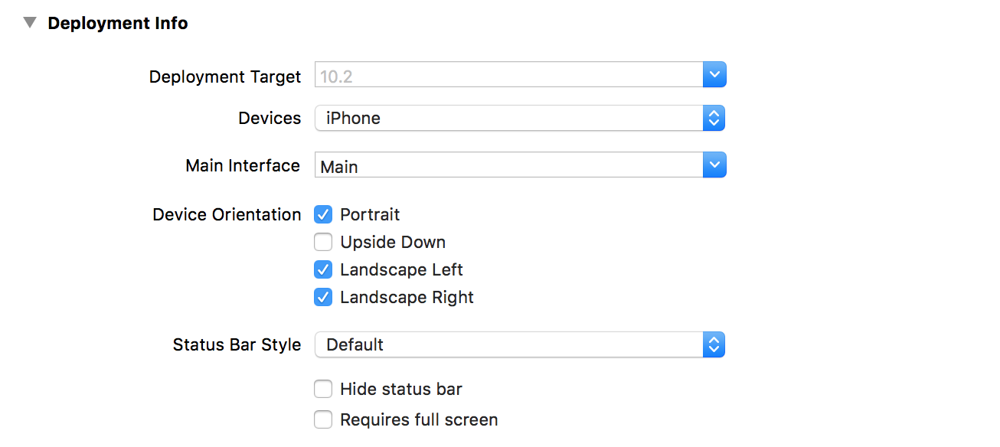 Deployment Info
Deployment Target 10.2
Devices iPhone
Main Interface Main
Device Orientation Portrait
Upside Down
Landscape Left
Landscape Right
Status Bar Style Default
Hide status bar
Requires full screen